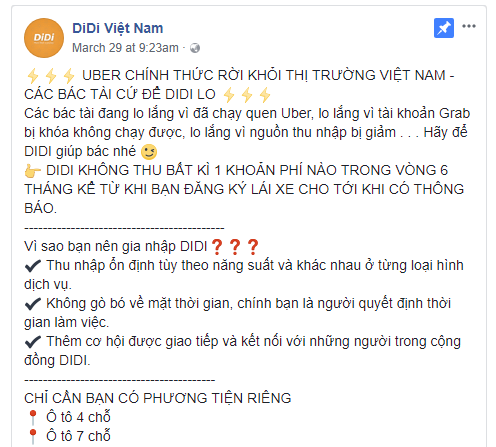 DiDi
DiDi Việt Nam
March 29 at 9:23am ·
⚡⚡⚡ UBER CHÍNH THỨC RỜI KHỎI THỊ TRƯỜNG VIỆT NAM -
CÁC BÁC TÀI CỨ ĐỂ DIDI LO ⚡⚡⚡
Các bác tài đang lo lắng vì đã chạy quen Uber, lo lắng vì tài khoản Grab
bị khóa không chạy được, lo lắng vì nguồn thu nhập bị giảm . . . Hãy để
DIDI giúp bác nhé 😉
👉 DIDI KHÔNG THU BẤT KÌ 1 KHOẢN PHÍ NÀO TRONG VÒNG 6
THÁNG KỂ TỪ KHI BẠN ĐĂNG KÝ LÁI XE CHO TỚI KHI CÓ THÔNG
BÁO.
------------------------------------------
Vì sao bạn nên gia nhập DIDI❓❓❓
✔ Thu nhập ổn định tùy theo năng suất và khác nhau ở từng loại hình
dịch vụ.
✔ Không gò bó về mặt thời gian, chính bạn là người quyết định thời
gian làm việc.
✔ Thêm cơ hội được giao tiếp và kết nối với những người trong cộng
đồng DIDI.
----------------------------------------
CHỈ CẦN BẠN CÓ PHƯƠNG TIỆN RIÊNG
📍 Ô tô 4 chỗ
📍 Ô tô 7 chỗ